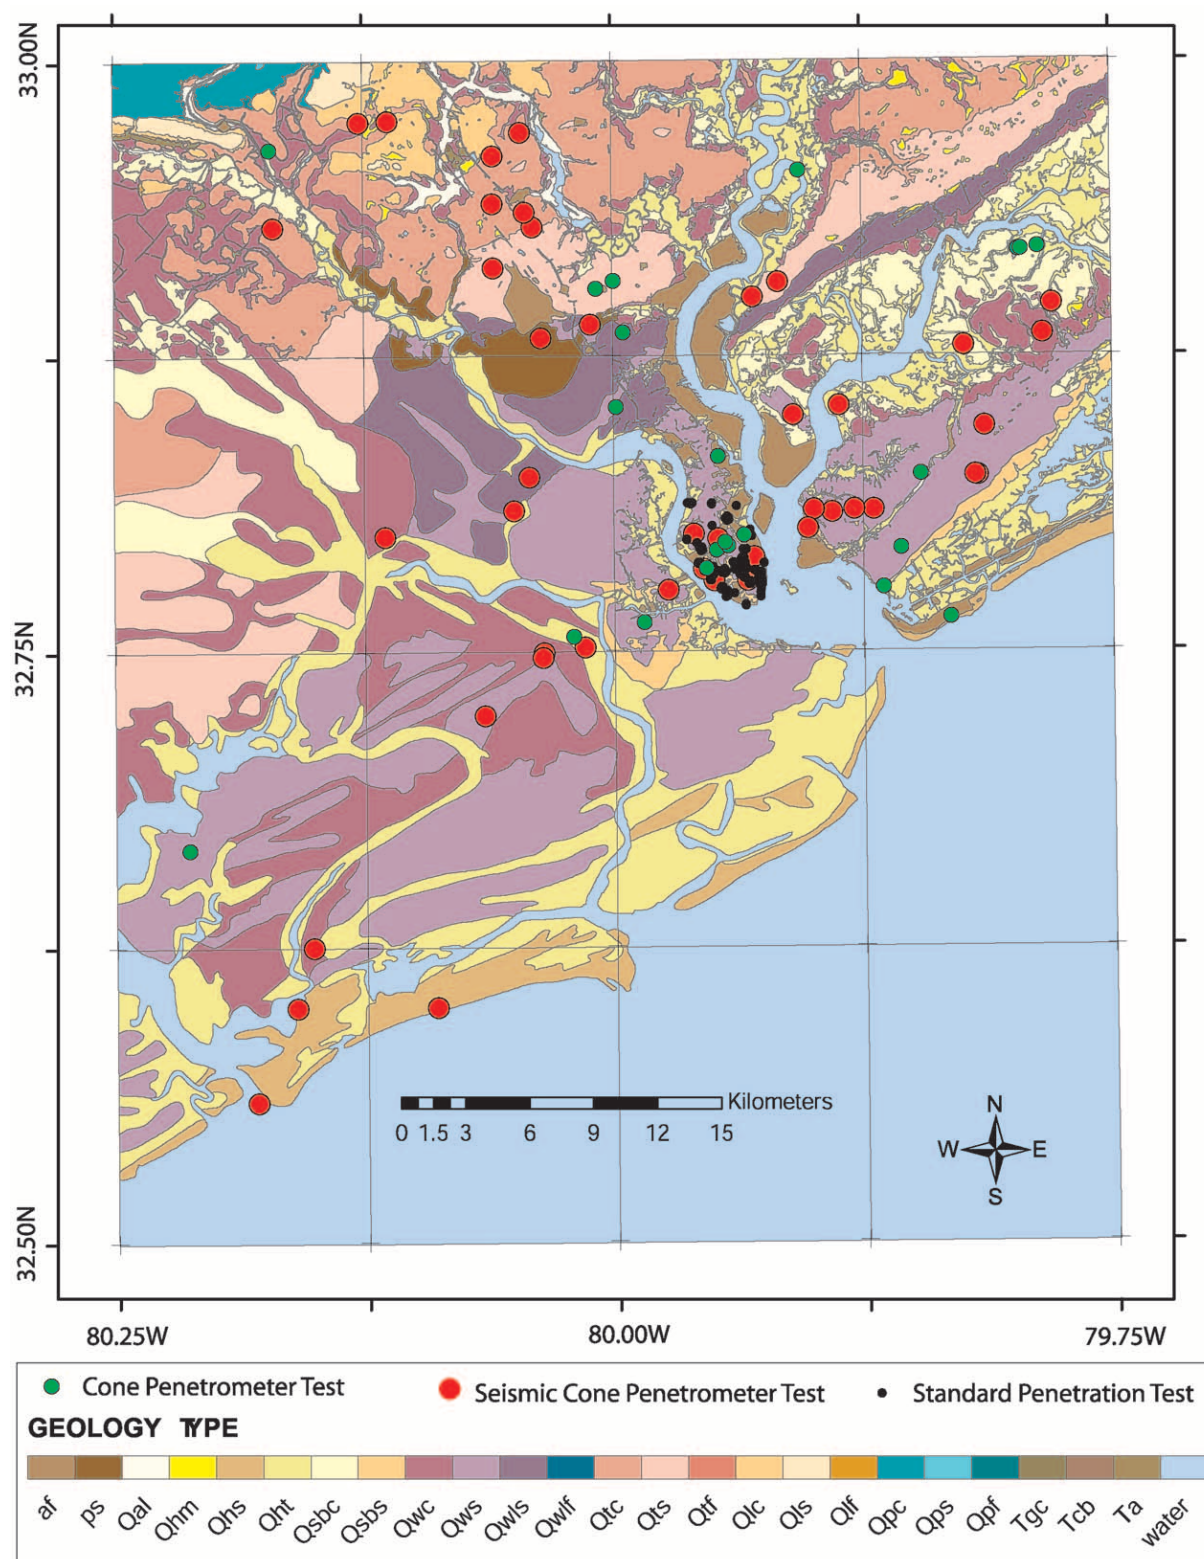 33.00N
32.75N
32.50N
Kilometers
0 1.5 3 6 9 12 15
N
W E
S
80.25W 80.00W 79.75W
Cone Penetrometer Test Seismic Cone Penetrometer Test Standard Penetration Test
GEOLOGY TYPE
af ps Qal Qhm Qhs Qht Qsbc Qsbs Qwc Qws Qwls Qwlf Qtc Qts Qtf Qlc Qls Qlf Qpc Qps Qpf Tgc Tcb Ta water